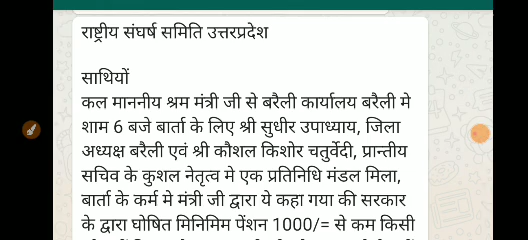 राष्ट्रीय संघर्ष समिति उत्तरप्रदेश
साथियों
कल माननीय श्रम मंत्री जी से बरैली कार्यालय बरैली मे
शाम 6 बजे बार्ता के लिए श्री सुधीर उपाध्याय, जिला
अध्यक्ष बरैली एवं श्री कौशल किशोर चतुर्वेदी, प्रान्तीय
सचिव के कुशल नेतृत्व मे एक प्रतिनिधि मंडल मिला,
बार्ता के कर्म मे मंत्री जी द्वारा ये कहा गया की सरकार
के द्वारा घोषित मिनिमिम पेंशन 1000/= से कम किसी